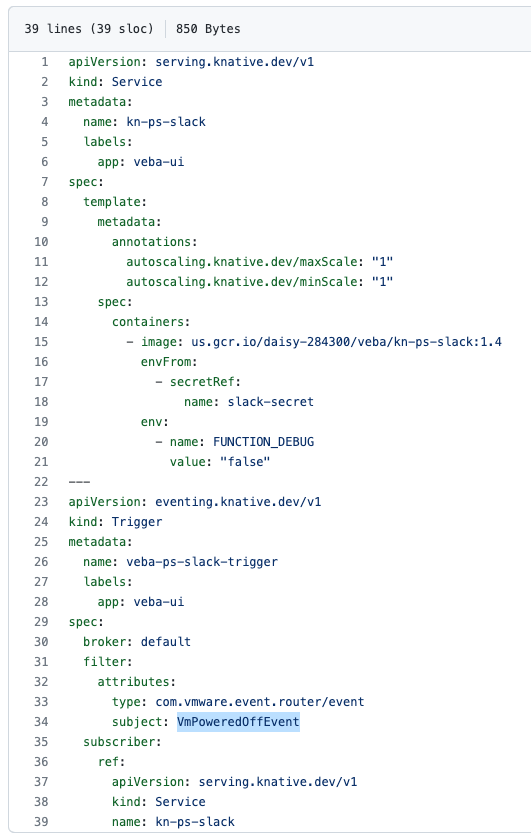 39 lines (39 sloc) 850 Bytes
1 apiVersion: serving.knative.dev/v1
2 kind: Service
3 metadata:
4   name: kn-ps-slack
5   labels:
6     app: veba-ui
7 spec:
8   template:
9     metadata:
10       annotations:
11         autoscaling.knative.dev/maxScale: "1"
12         autoscaling.knative.dev/minScale: "1"
13     spec:
14       containers:
15         - image: us.gcr.io/daisy-284300/veba/kn-ps-slack:1.4
16           envFrom:
17             - secretRef:
18                 name: slack-secret
19           env:
20             - name: FUNCTION_DEBUG
21               value: "false"
22 ---
23 apiVersion: eventing.knative.dev/v1
24 kind: Trigger
25 metadata:
26   name: veba-ps-slack-trigger
27   labels:
28     app: veba-ui
29 spec:
30   broker: default
31   filter:
32     attributes:
33       type: com.vmware.event.router/event
34       subject: VmPoweredOffEvent
35   subscriber:
36     ref:
37       apiVersion: serving.knative.dev/v1
38       kind: Service
39       name: kn-ps-slack